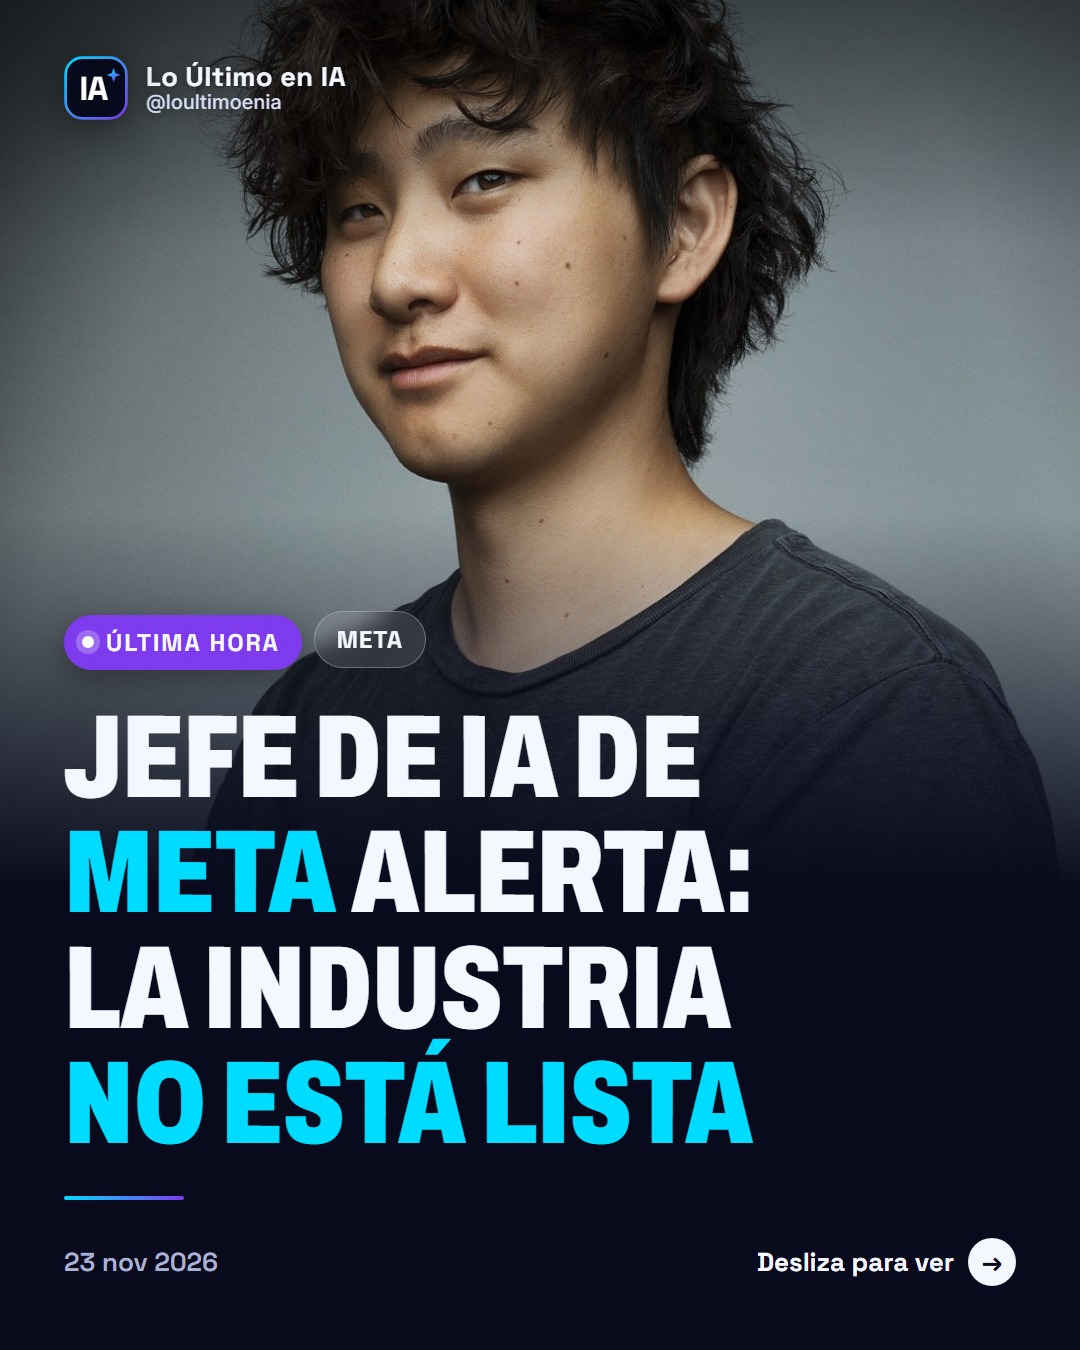 IA
Lo Último en IA
@loultimoenia
ÚLTIMA HORA
META
JEFE DE IA DE
META ALERTA:
LA INDUSTRIA
NO ESTÁ LISTA
23 nov 2026
Desliza para ver →